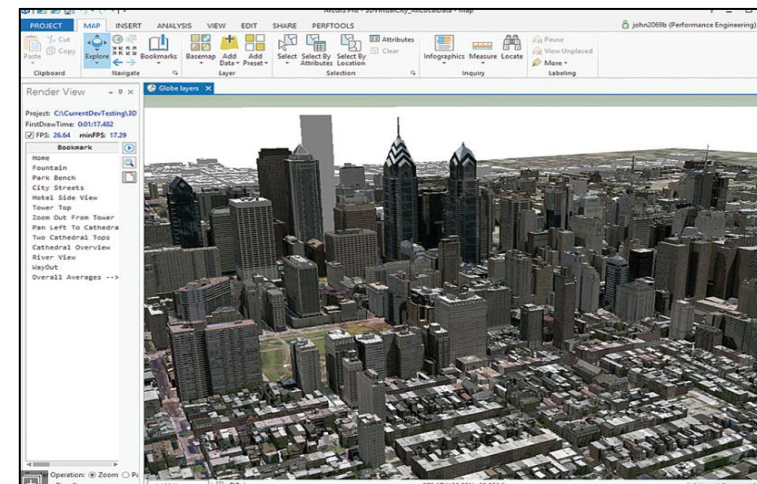 PROJECT MAP INSERT ANALYSIS VIEW EDIT SHARE PERFTOOLS
john2069b (Performance Engineering)
Paste
Cut
Copy
Clipboard
Explore
Navigate
Bookmarks
Basemap
Add Data
Add Preset
Layer
Select
Select By Attributes
Select By Location
Attributes
Clear
Selection
Infographics
Measure
Locate
Inquiry
Pause
View Unplaced
More
Labeling
Render View
Globe layers
Project: C:\CurrentDevTesting\3D
FirstDrawTime: 0:01:17.482
FPS: 26.64 minFPS: 17.29
Bookmark
Home
Fountain
Park Bench
City Streets
Hotel Side View
Tower Top
Zoom Out From Tower
Pan Left To Cathedra
Two Cathedral Tops
Cathedral Overview
River View
WayOut
Overall Averages -->
Operation: Zoom